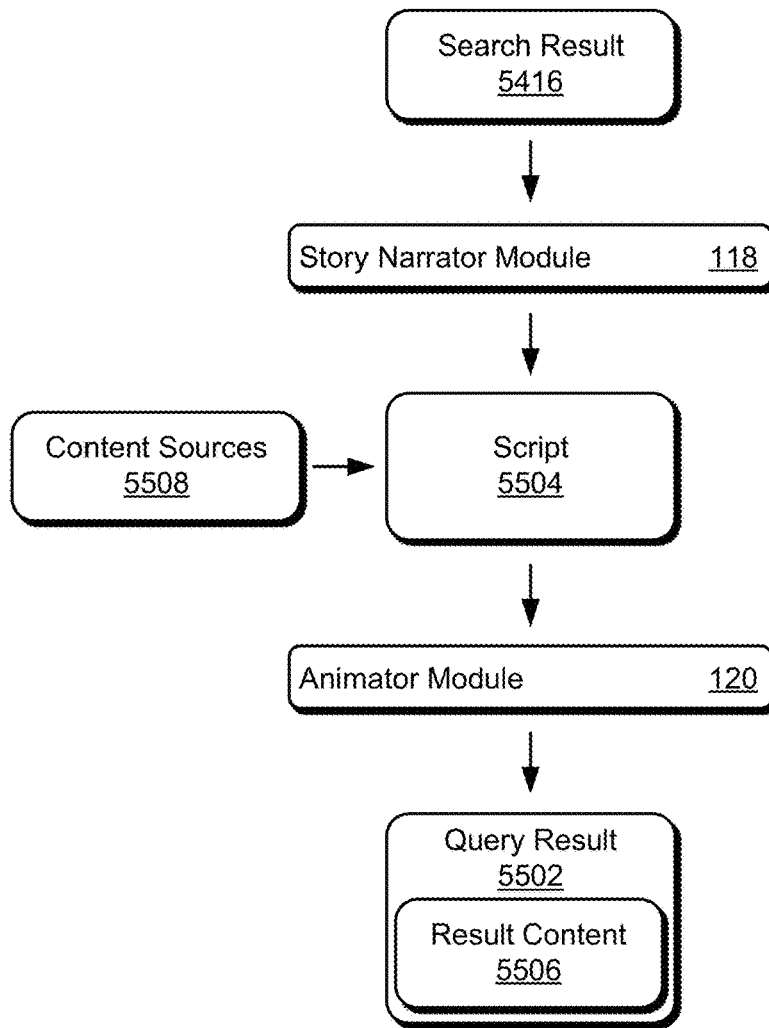 Search Result
5416
Story Narrator Module 118
Content Sources
5508
Script
5504
Animator Module 120
Query Result
5502
Result Content
5506